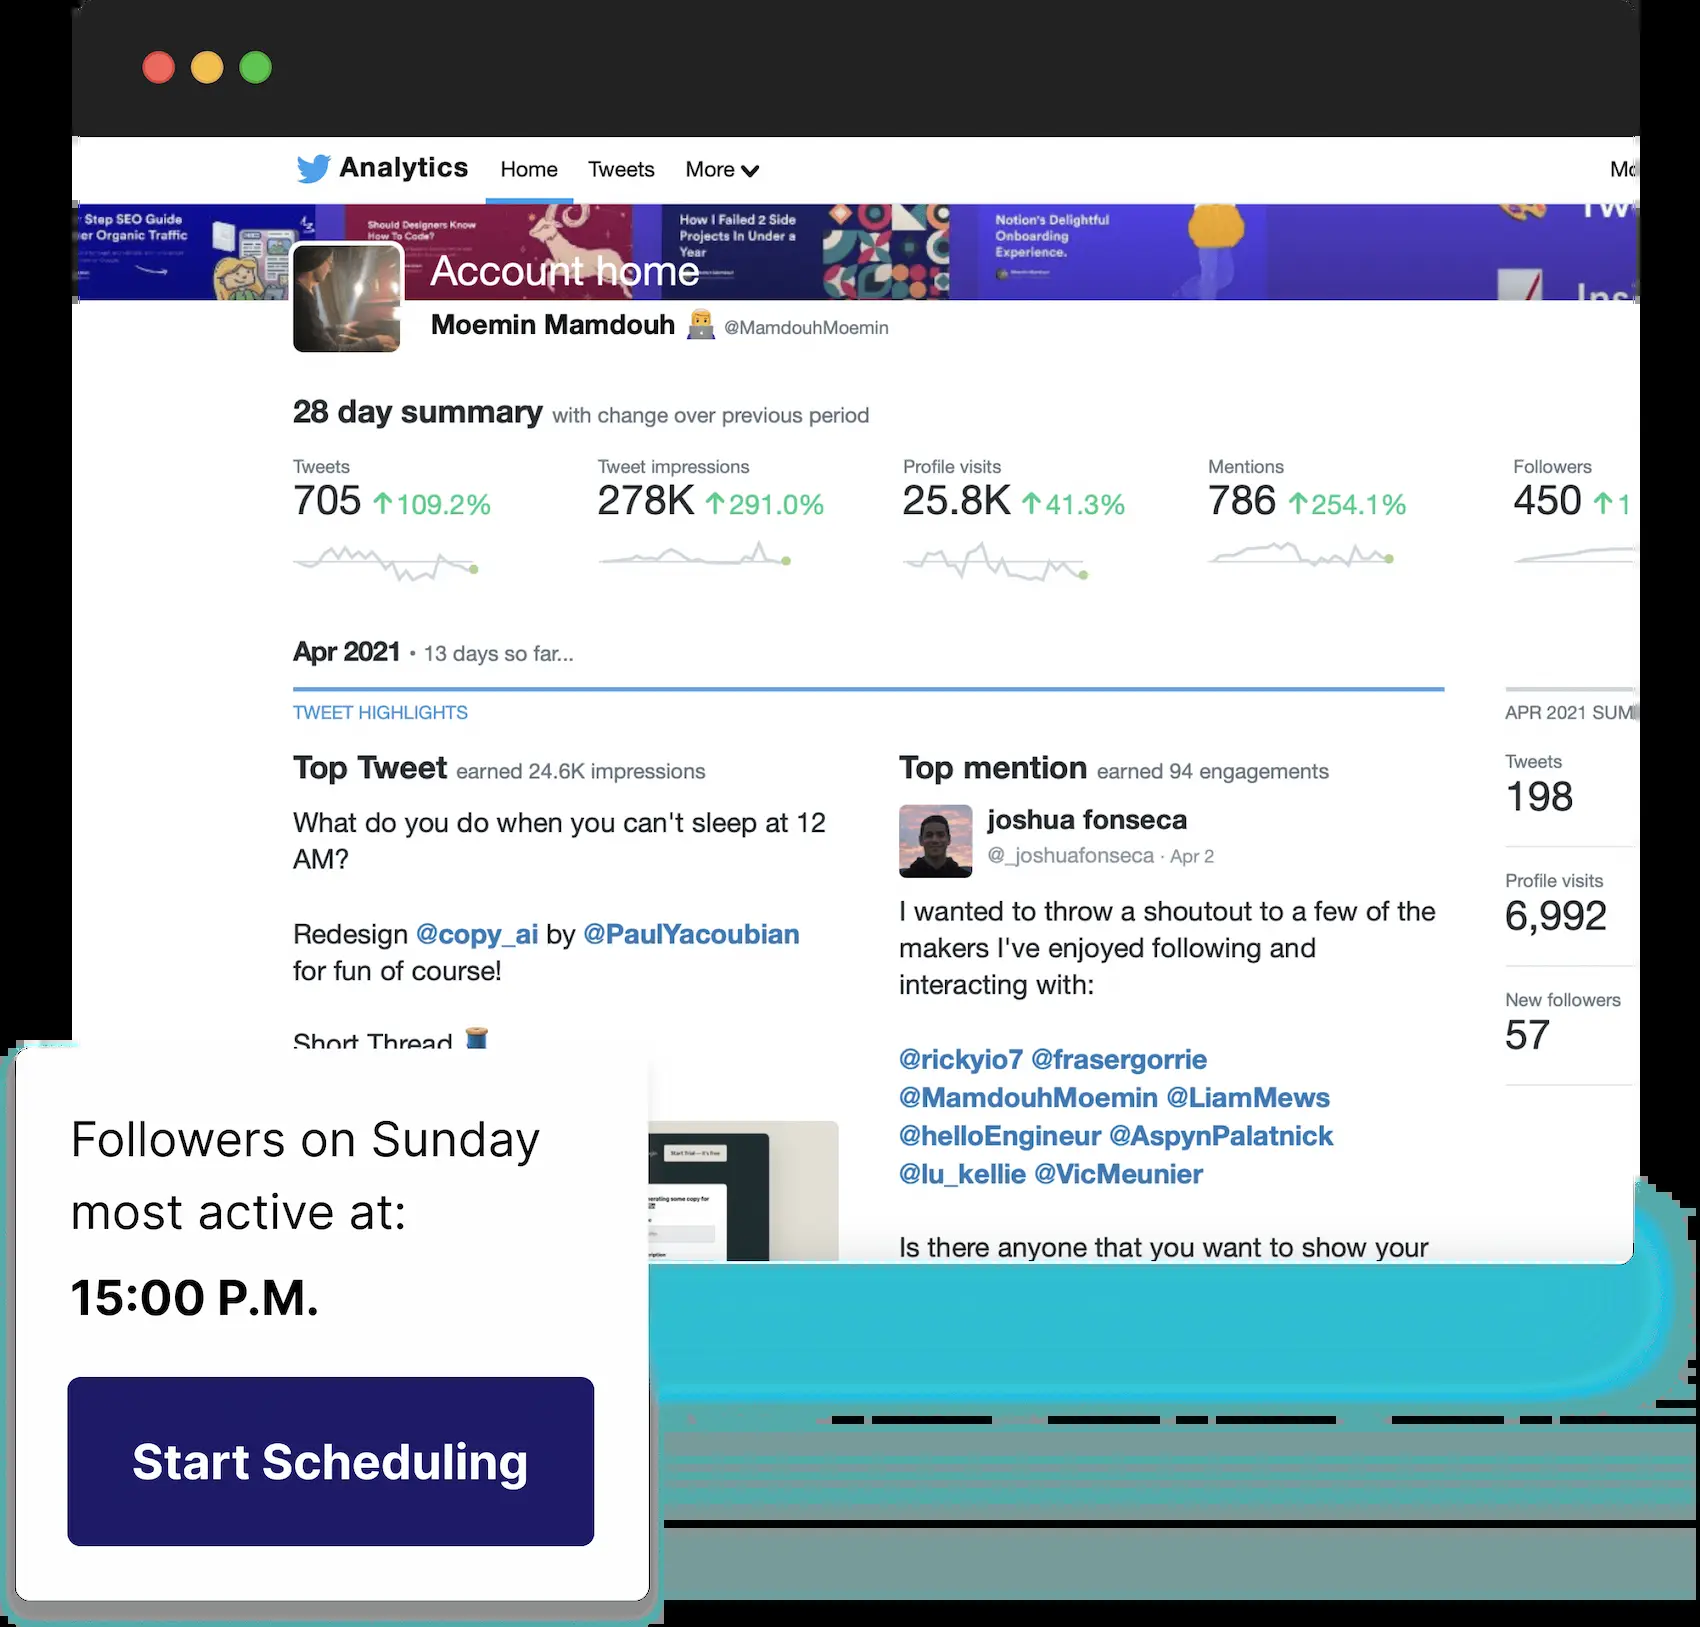 Analytics Home Tweets More
Step SEO Guide
er Organic Traffic
Should Designers Know
How To Code?
How I Failed 2 Side
Projects In Under a
Year
Notion's Delightful
Onboarding
Experience.
Account home
Moemin Mamdouh @MamdouhMoemin
28 day summary with change over previous period
Tweets
705 ↑109.2%
Tweet impressions
278K ↑291.0%
Profile visits
25.8K ↑41.3%
Mentions
786 ↑254.1%
Followers
450 ↑1
Apr 2021 · 13 days so far...
TWEET HIGHLIGHTS
Top Tweet earned 24.6K impressions
What do you do when you can't sleep at 12
AM?
Redesign @copy_ai by @PaulYacoubian
for fun of course!
Short Thread
Top mention earned 94 engagements
joshua fonseca
@_joshuafonseca · Apr 2
I wanted to throw a shoutout to a few of the
makers I've enjoyed following and
interacting with:
@rickyio7 @frasergorrie
@MamdouhMoemin @LiamMews
@helloEngineur @AspynPalatnick
@lu_kellie @VicMeunier
Is there anyone that you want to show your
APR 2021 SUM
Tweets
198
Profile visits
6,992
New followers
57
Start Trial—it's free
erating some copy for
Followers on Sunday
most active at:
15:00 P.M.
Start Scheduling